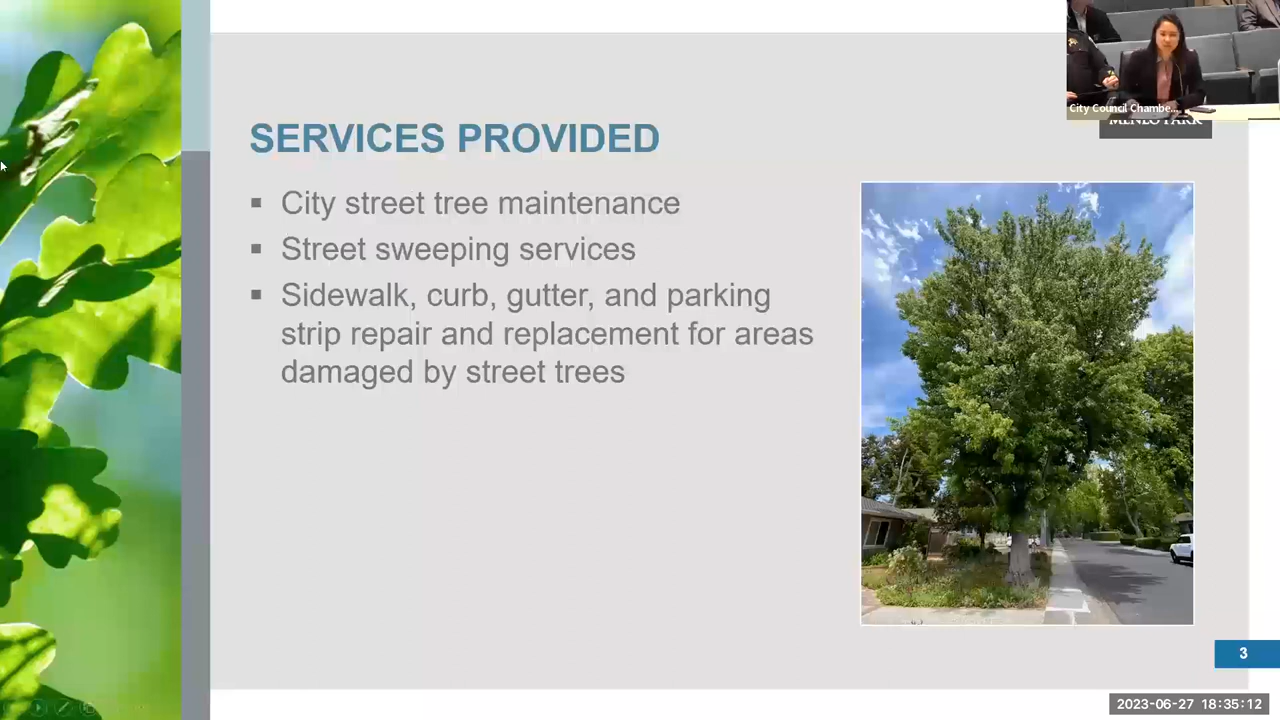 City Council Chambe...
MENLO PARK
SERVICES PROVIDED
▪ City street tree maintenance
▪ Street sweeping services
▪ Sidewalk, curb, gutter, and parking
strip repair and replacement for areas
damaged by street trees
3
2023-06-27 18:35:12